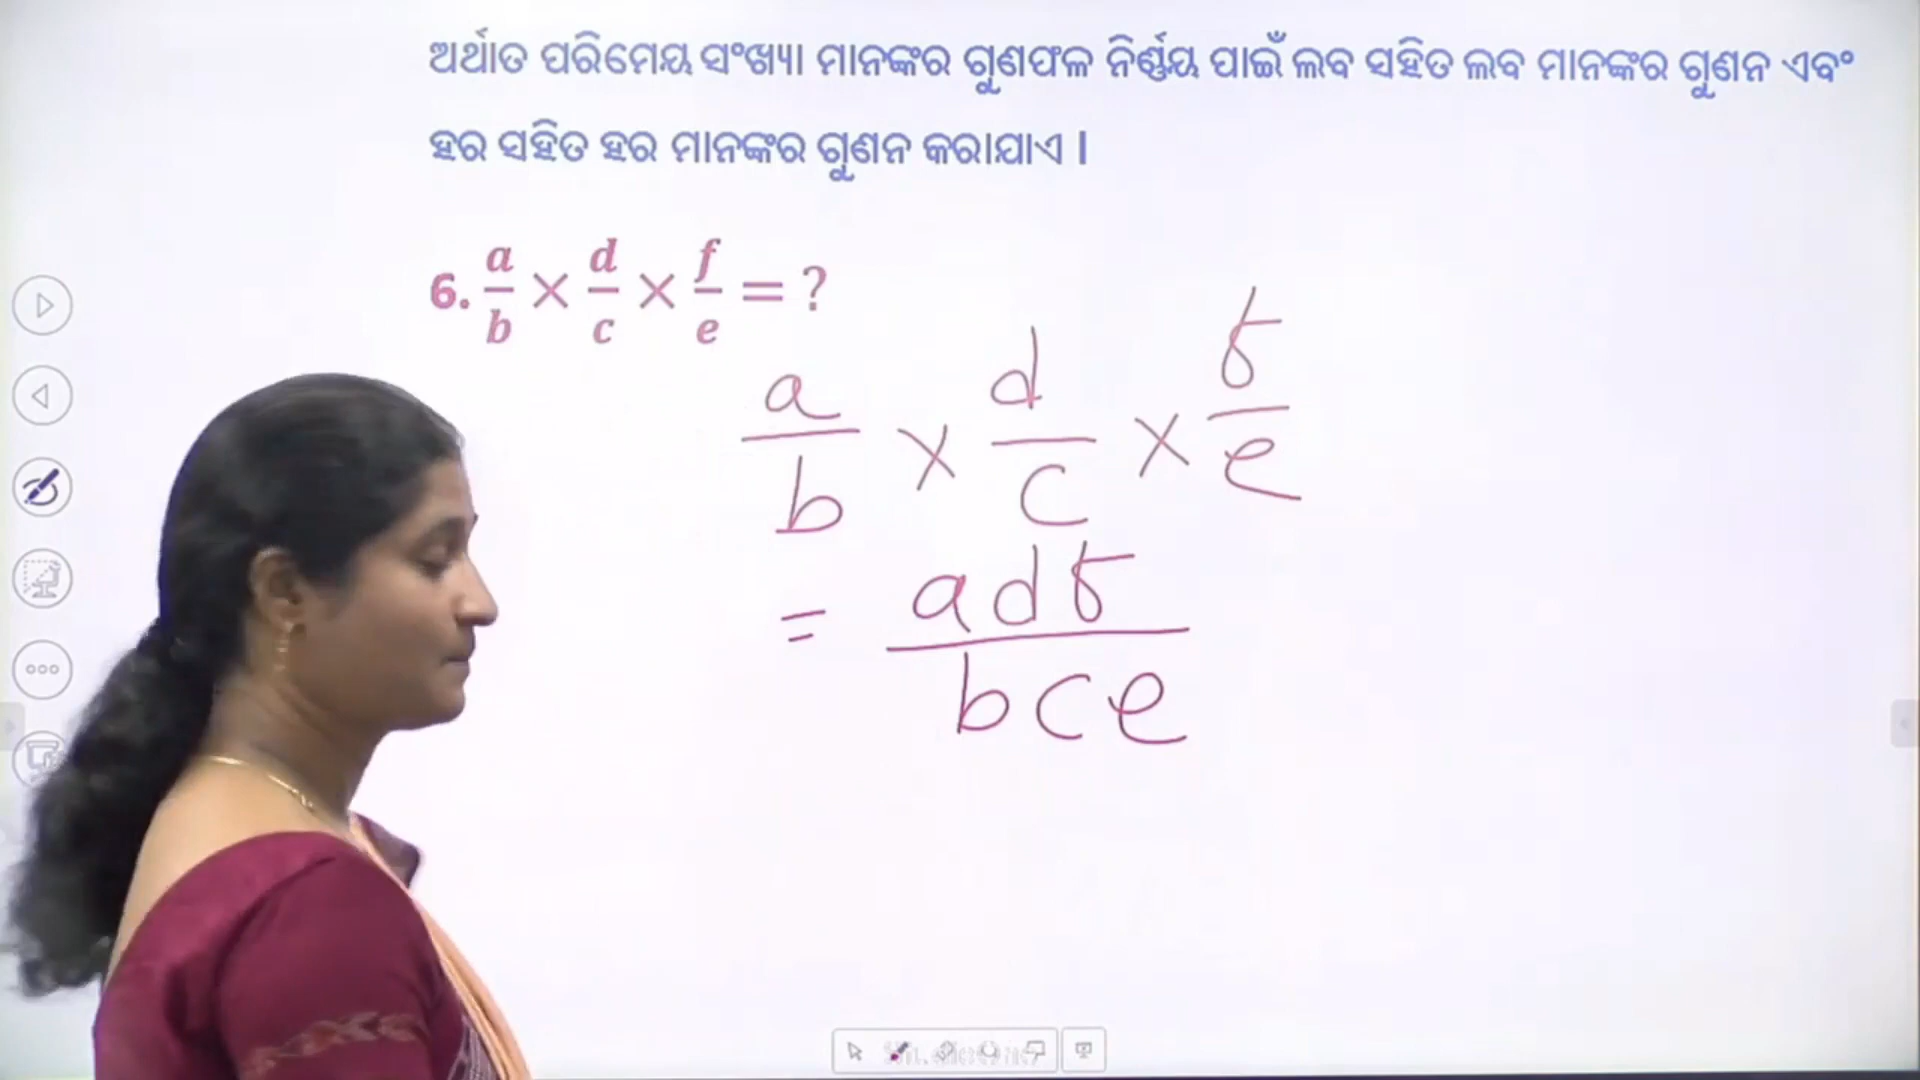 ଅର୍ଥାତ ପରିମେୟ ସଂଖ୍ୟା ମାନଙ୍କର ଗୁଣଫଳ ନିର୍ଣ୍ଣୟ ପାଇଁ ଲବ ସହିତ ଲବ ମାନଙ୍କର ଗୁଣନ ଏବଂ
ହର ସହିତ ହର ମାନଙ୍କର ଗୁଣନ କରାଯାଏ ।
6. a/b × d/c × f/e = ?
a/b × d/c × f/e
= adf/bce